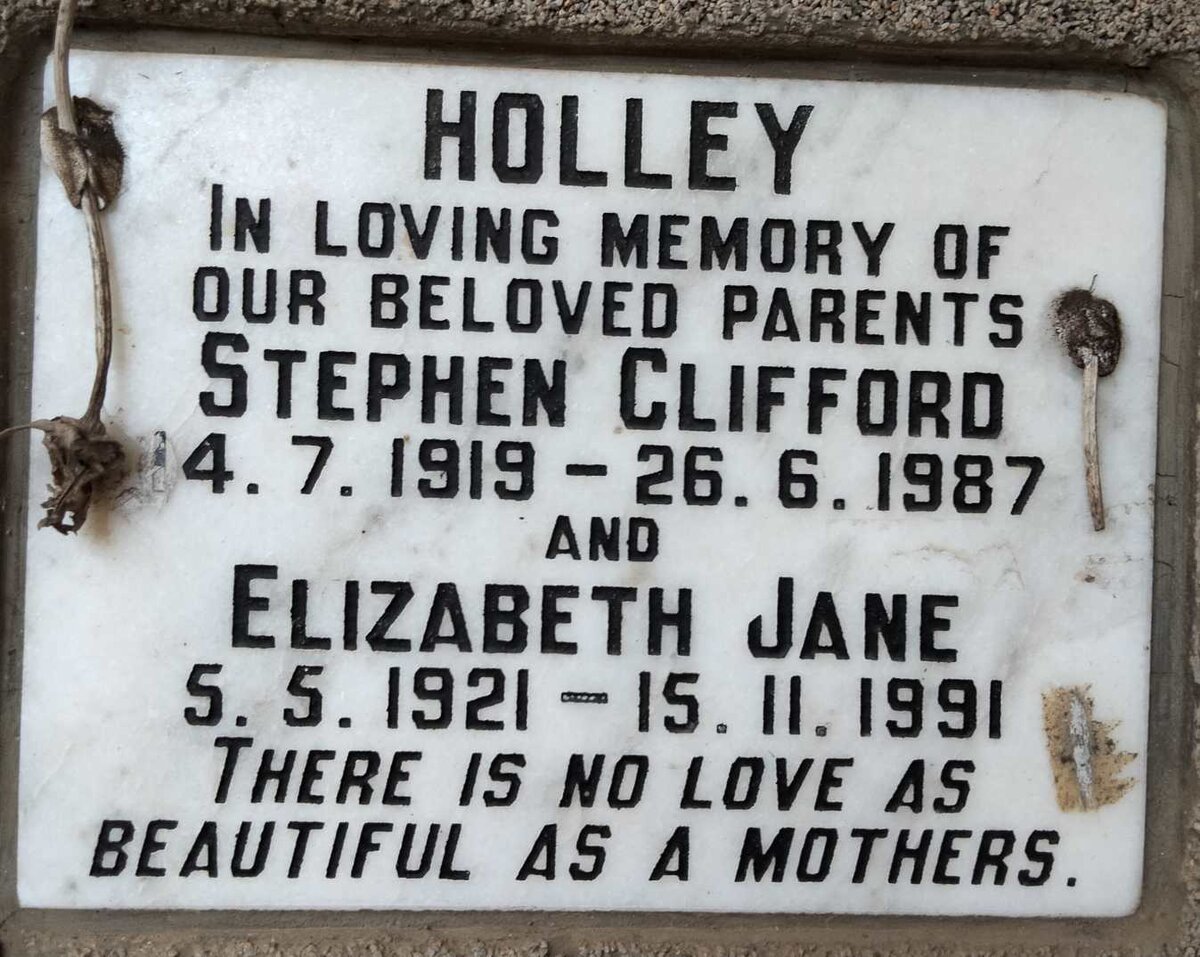 HOLLEY
IN LOVING MEMORY OF
OUR BELOVED PARENTS
STEPHEN CLIFFORD
4. 7. 1919 – 26. 6. 1987
AND
ELIZABETH JANE
5. 5. 1921 – 15. 11. 1991
THERE IS NO LOVE AS
BEAUTIFUL AS A MOTHERS.